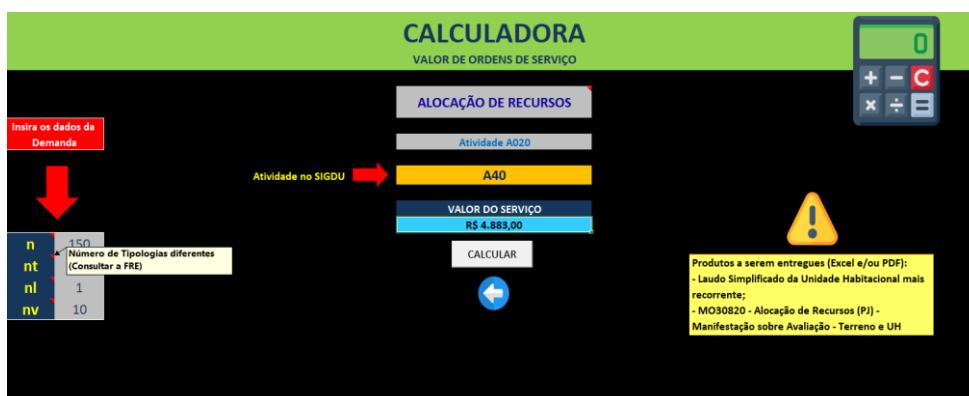 CALCULADORA
VALOR DE ORDENS DE SERVIÇO
0
+ - C
× ÷ =
ALOCAÇÃO DE RECURSOS
Insira os dados da
Demanda
Atividade A020
Atividade no SIGDU
A40
VALOR DO SERVIÇO
R$ 4.883,00
CALCULAR
n 150
nt
Número de Tipologias diferentes
(Consultar a FRE)
nl 1
nv 10
Produtos a serem entregues (Excel e/ou PDF):
- Laudo Simplificado da Unidade Habitacional mais
recorrente;
- MO30820 - Alocação de Recursos (PJ) -
Manifestação sobre Avaliação - Terreno e UH